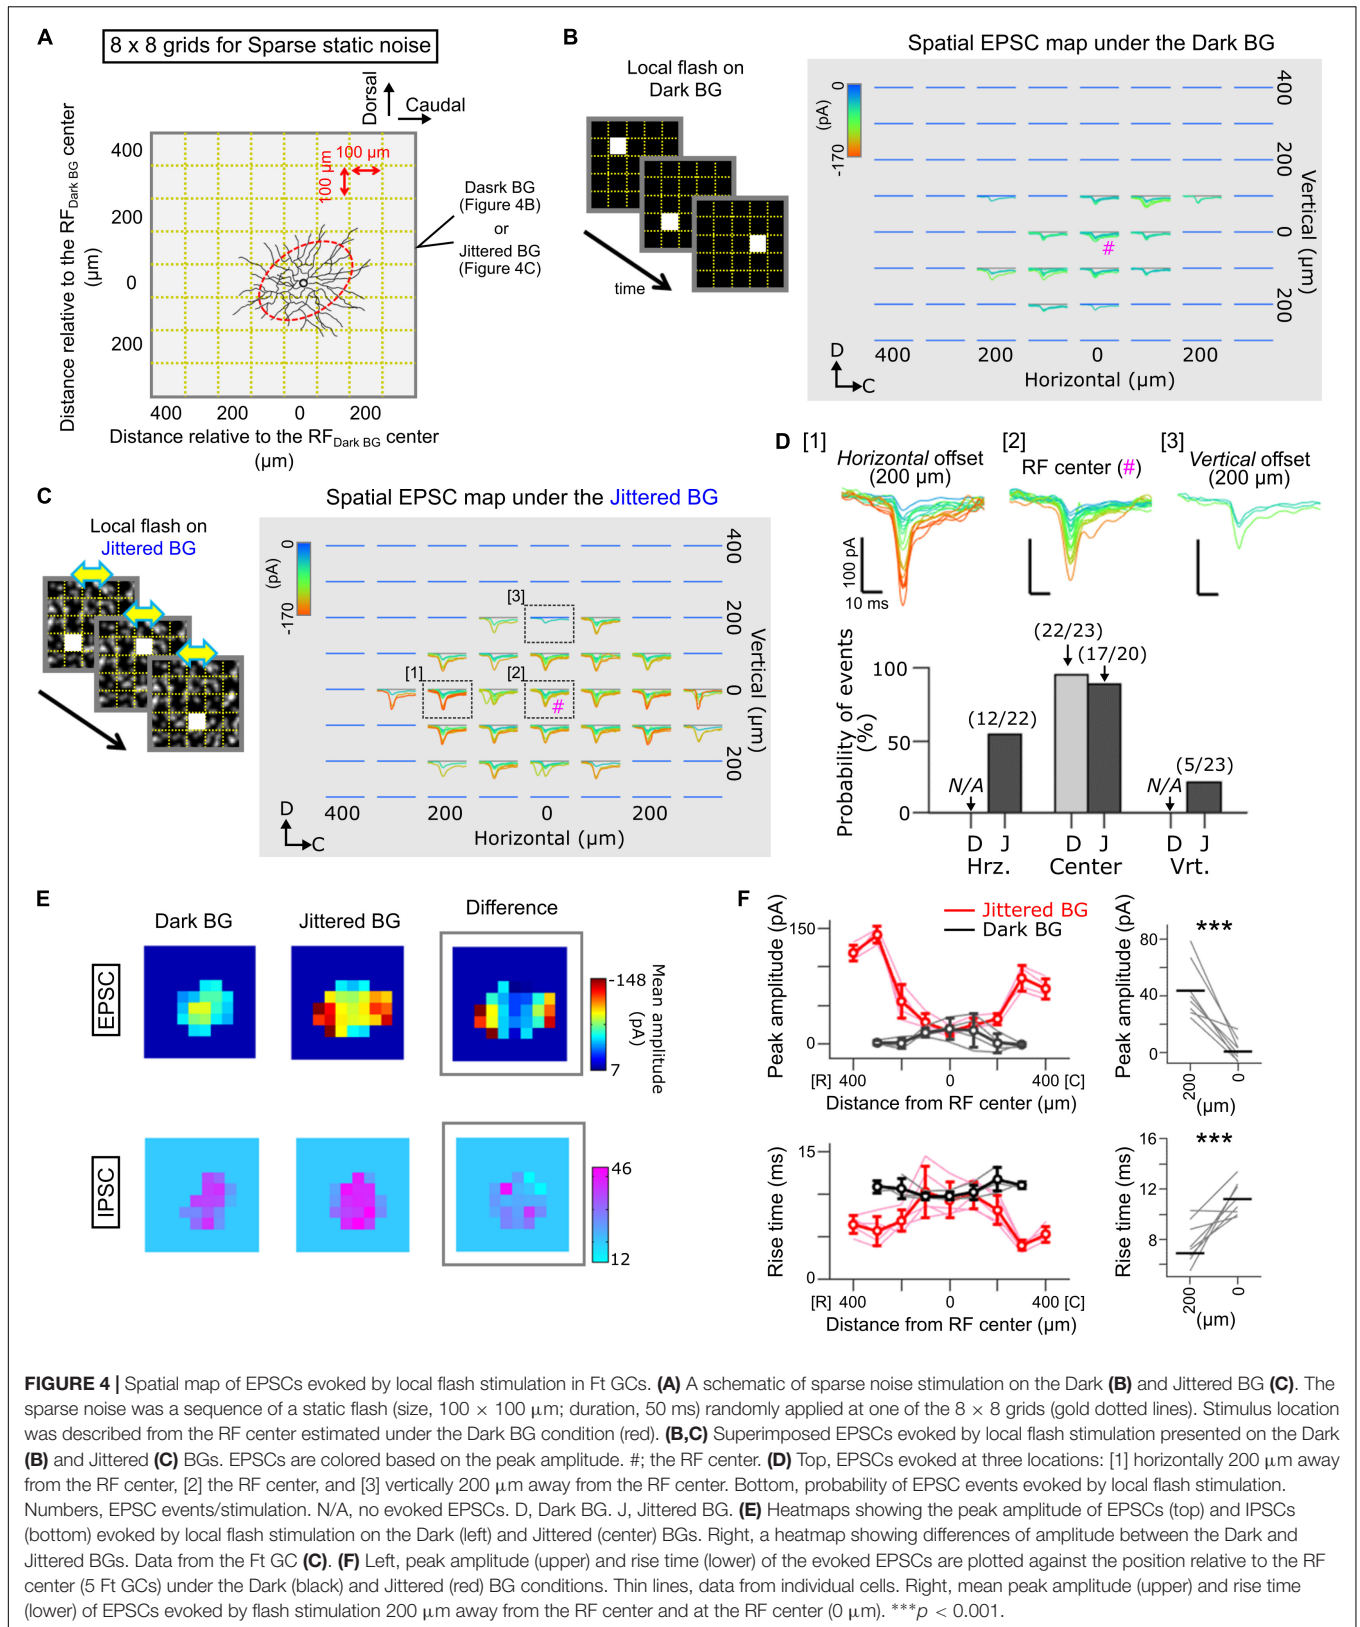 A
8 x 8 grids for Sparse static noise
Dorsal
Caudal
Distance relative to the RF Dark BG center
(µm)
400
200
0
200
100 µm
100 µm
Dasrk BG
(Figure 4B)
or
Jittered BG
(Figure 4C)
400 200 0 200
Distance relative to the RF Dark BG center
(µm)
B
Local flash on
Dark BG
time
Spatial EPSC map under the Dark BG
0
-170
(pA)
#
400
200
0
200
Vertical (µm)
D
C
400 200 0 200
Horizontal (µm)
C
Local flash on
Jittered BG
Spatial EPSC map under the Jittered BG
0
-170
(pA)
[3]
[1]
[2]
#
400
200
0
200
Vertical (µm)
D
C
400 200 0 200
Horizontal (µm)
D
[1]
Horizontal offset
(200 µm)
[2]
RF center (#)
[3]
Vertical offset
(200 µm)
100 pA
10 ms
Probability of events
(%)
100
50
0
N/A
(12/22)
(22/23)
(17/20)
N/A
(5/23)
D J D J D J
Hrz. Center Vrt.
E
Dark BG
Jittered BG
Difference
EPSC
-148
7
Mean amplitude
(pA)
IPSC
46
12
F
Jittered BG
Dark BG
Peak amplitude (pA)
150
0
[R] 400 0 400 [C]
Distance from RF center (µm)
Peak amplitude (pA)
80
40
0
***
200 0
(µm)
Rise time (ms)
15
0
[R] 400 0 400 [C]
Distance from RF center (µm)
Rise time (ms)
16
12
8
***
200 0
(µm)
FIGURE 4 | Spatial map of EPSCs evoked by local flash stimulation in Ft GCs. (A) A schematic of sparse noise stimulation on the Dark (B) and Jittered BG (C). The
sparse noise was a sequence of a static flash (size, 100 × 100 µm; duration, 50 ms) randomly applied at one of the 8 × 8 grids (gold dotted lines). Stimulus location
was described from the RF center estimated under the Dark BG condition (red). (B,C) Superimposed EPSCs evoked by local flash stimulation presented on the Dark
(B) and Jittered (C) BGs. EPSCs are colored based on the peak amplitude. #; the RF center. (D) Top, EPSCs evoked at three locations: [1] horizontally 200 µm away
from the RF center, [2] the RF center, and [3] vertically 200 µm away from the RF center. Bottom, probability of EPSC events evoked by local flash stimulation.
Numbers, EPSC events/stimulation. N/A, no evoked EPSCs. D, Dark BG. J, Jittered BG. (E) Heatmaps showing the peak amplitude of EPSCs (top) and IPSCs
(bottom) evoked by local flash stimulation on the Dark (left) and Jittered (center) BGs. Right, a heatmap showing differences of amplitude between the Dark and
Jittered BGs. Data from the Ft GC (C). (F) Left, peak amplitude (upper) and rise time (lower) of the evoked EPSCs are plotted against the position relative to the RF
center (5 Ft GCs) under the Dark (black) and Jittered (red) BG conditions. Thin lines, data from individual cells. Right, mean peak amplitude (upper) and rise time
(lower) of EPSCs evoked by flash stimulation 200 µm away from the RF center and at the RF center (0 µm). ***p < 0.001.